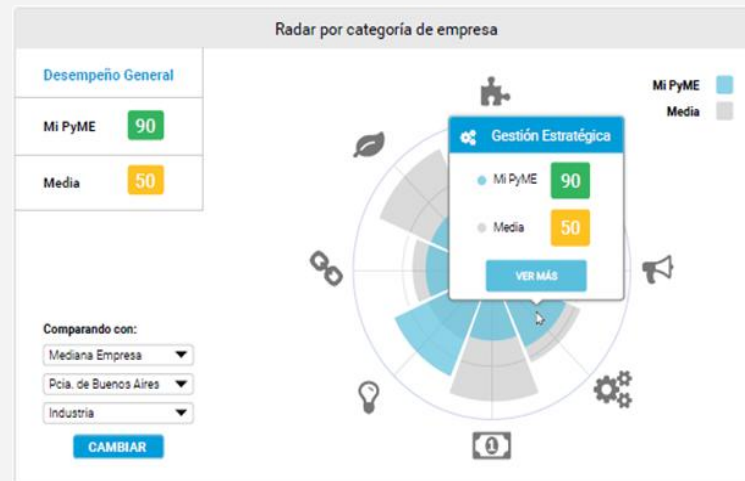 Radar por categoría de empresa
Desempeño General
Mi PyME 90
Media 50
Mi PyME
Media
Gestión Estratégica
Mi PyME 90
Media 50
VER MÁS
1
Comparando con:
Mediana Empresa
Pcia. de Buenos Aires
Industria
CAMBIAR